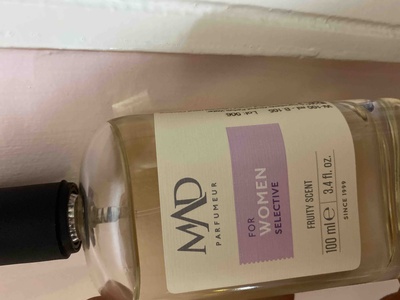 MAD
PARFUMEUR
FOR
WOMEN
SELECTIVE
FRUITY SCENT
100 ml e 3.4 fl. oz.
SINCE 1999